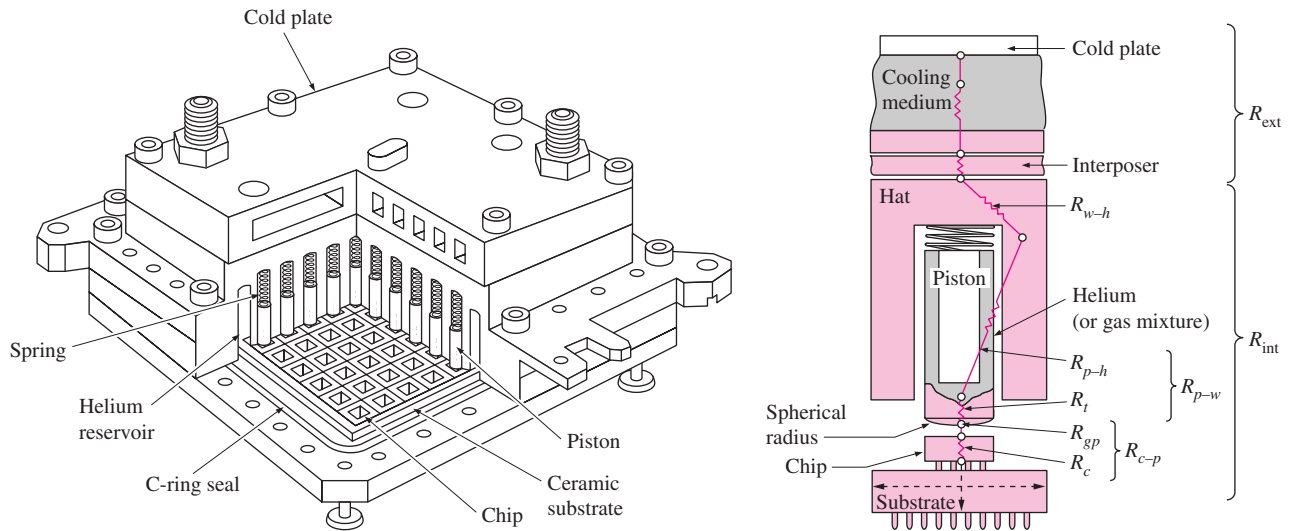 Cold plate
Spring
Helium
reservoir
C-ring seal
Chip
Ceramic
substrate
Piston
Cold plate
Cooling
medium
R_ext
Interposer
Hat
R_w–h
Piston
Helium
(or gas mixture)
R_int
R_p–h
R_p–w
R_t
Spherical
radius
R_gp
R_c–p
Chip
R_c
Substrate